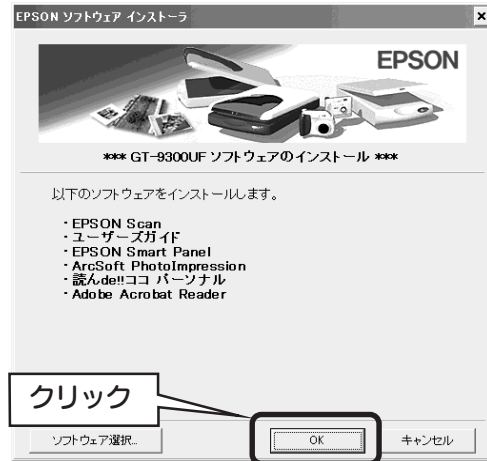 EPSON ソフトウェア インストーラ
EPSON
*** GT-9300UF ソフトウェアのインストール ***
以下のソフトウェアをインストールします。
・EPSON Scan
・ユーザーズガイド
・EPSON Smart Panel
・ArcSoft PhotoImpression
・読んde!!ココ パーソナル
・Adobe Acrobat Reader
クリック
ソフトウェア選択...
OK
キャンセル